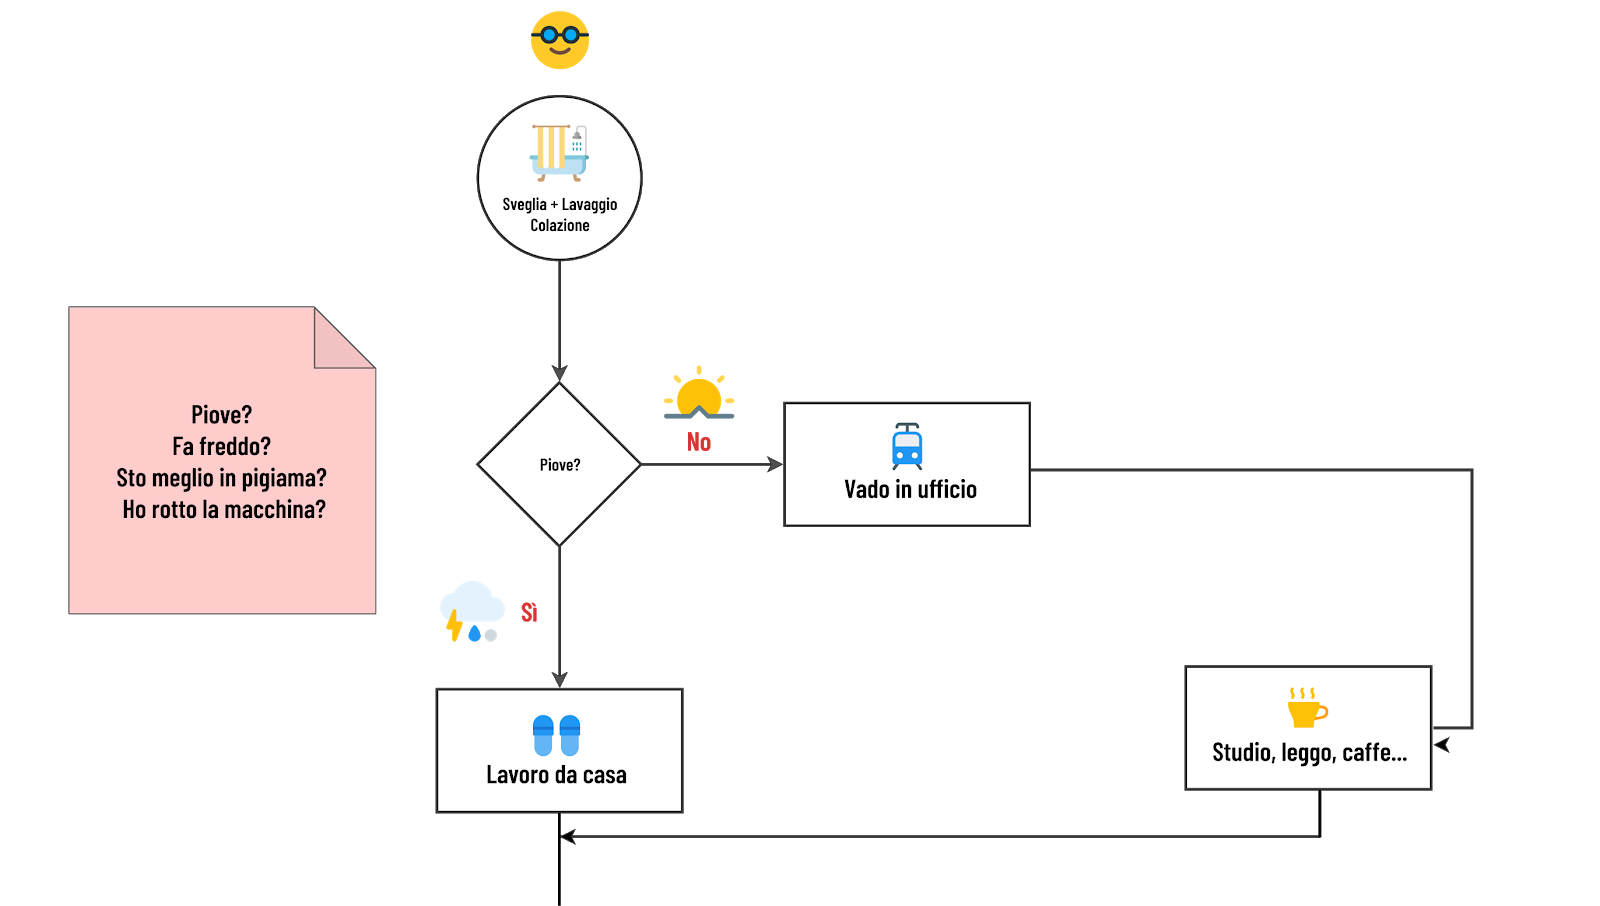 Sveglia + Lavaggio
Colazione
Piove?
Fa freddo?
Sto meglio in pigiama?
Ho rotto la macchina?
No
Piove?
Vado in ufficio
Sì
Studio, leggo, caffe...
Lavoro da casa